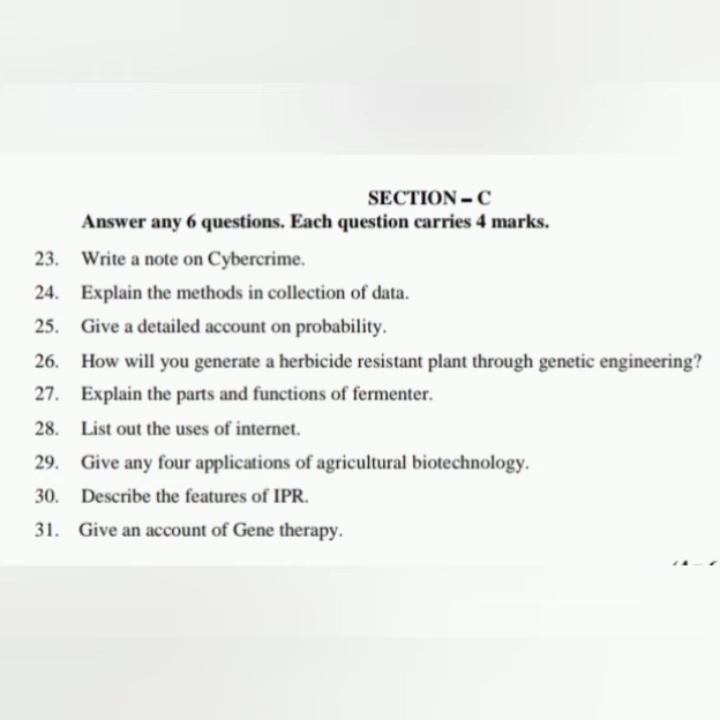 SECTION – C
Answer any 6 questions. Each question carries 4 marks.
23. Write a note on Cybercrime.
24. Explain the methods in collection of data.
25. Give a detailed account on probability.
26. How will you generate a herbicide resistant plant through genetic engineering?
27. Explain the parts and functions of fermenter.
28. List out the uses of internet.
29. Give any four applications of agricultural biotechnology.
30. Describe the features of IPR.
31. Give an account of Gene therapy.